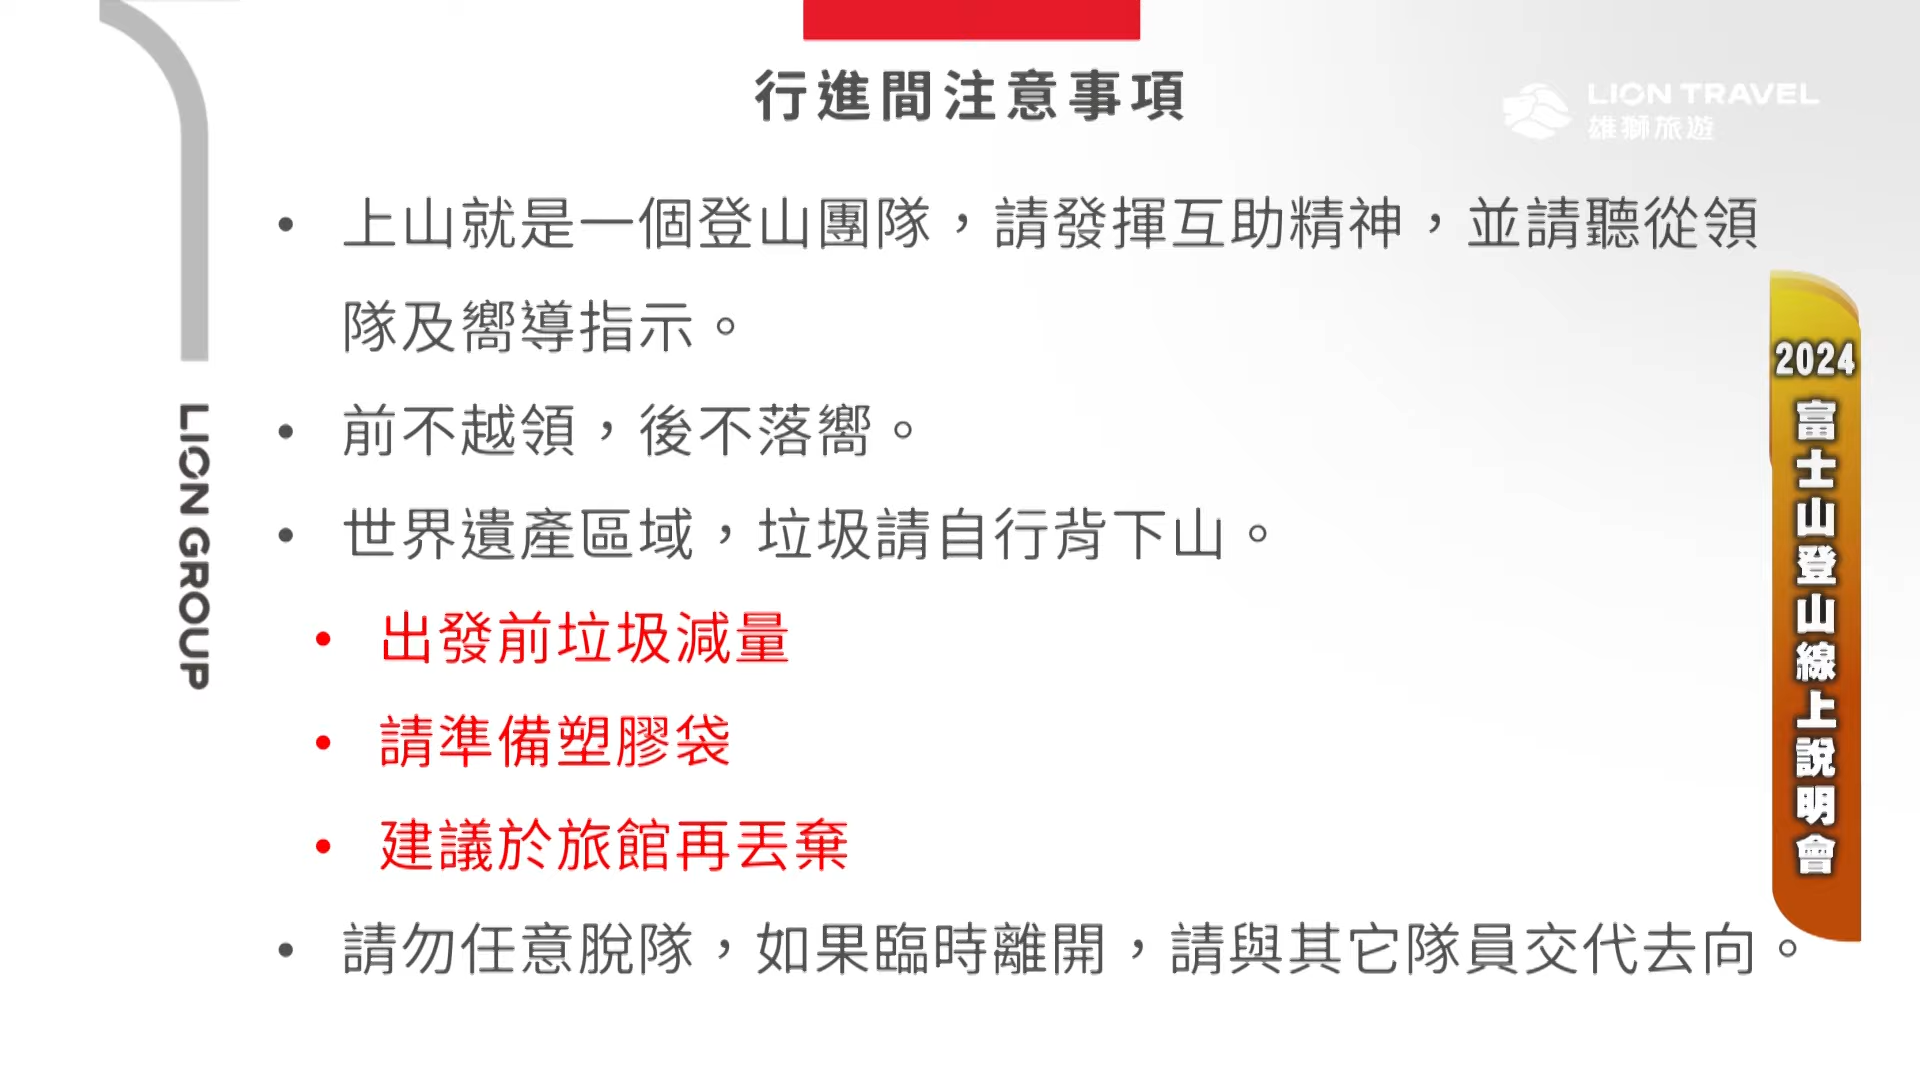 行進間注意事項
LION TRAVEL
雄獅旅遊
• 上山就是一個登山團隊，請發揮互助精神，並請聽從領
隊及嚮導指示。
• 前不越領，後不落嚮。
• 世界遺產區域，垃圾請自行背下山。
• 出發前垃圾減量
• 請準備塑膠袋
• 建議於旅館再丟棄
• 請勿任意脫隊，如果臨時離開，請與其它隊員交代去向。
LION GROUP
2024
富士山登山線上說明會